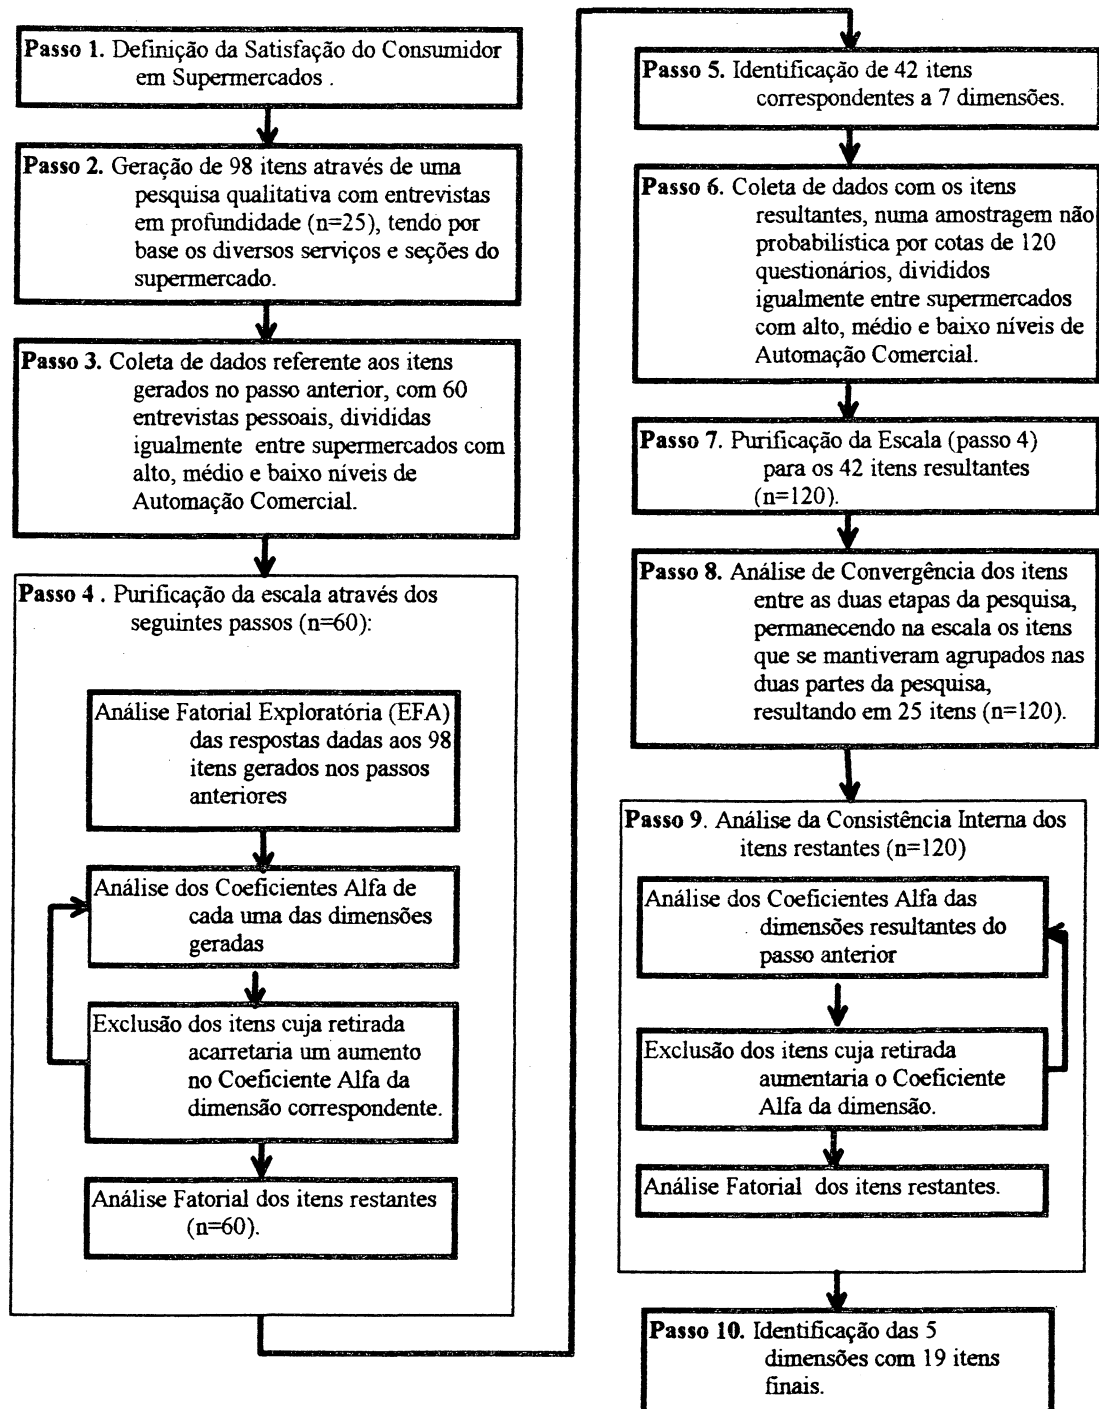 Passo 1. Definição da Satisfação do Consumidor
em Supermercados .
Passo 2. Geração de 98 itens através de uma
pesquisa qualitativa com entrevistas
em profundidade (n=25), tendo por
base os diversos serviços e seções do
supermercado.
Passo 3. Coleta de dados referente aos itens
gerados no passo anterior, com 60
entrevistas pessoais, divididas
igualmente entre supermercados com
alto, médio e baixo níveis de
Automação Comercial.
Passo 4 . Purificação da escala através dos
seguintes passos (n=60):
Análise Fatorial Exploratória (EFA)
das respostas dadas aos 98
itens gerados nos passos
anteriores
Análise dos Coeficientes Alfa de
cada uma das dimensões
geradas
Exclusão dos itens cuja retirada
acarretaria um aumento
no Coeficiente Alfa da
dimensão correspondente.
Análise Fatorial dos itens restantes
(n=60).
Passo 5. Identificação de 42 itens
correspondentes a 7 dimensões.
Passo 6. Coleta de dados com os itens
resultantes, numa amostragem não
probabilística por cotas de 120
questionários, divididos
igualmente entre supermercados
com alto, médio e baixo níveis de
Automação Comercial.
Passo 7. Purificação da Escala (passo 4)
para os 42 itens resultantes
(n=120).
Passo 8. Análise de Convergência dos itens
entre as duas etapas da pesquisa,
permanecendo na escala os itens
que se mantiveram agrupados nas
duas partes da pesquisa,
resultando em 25 itens (n=120).
Passo 9. Análise da Consistência Interna dos
itens restantes (n=120)
Análise dos Coeficientes Alfa das
dimensões resultantes do
passo anterior
Exclusão dos itens cuja retirada
aumentaria o Coeficiente
Alfa da dimensão.
Análise Fatorial dos itens restantes.
Passo 10. Identificação das 5
dimensões com 19 itens
finais.